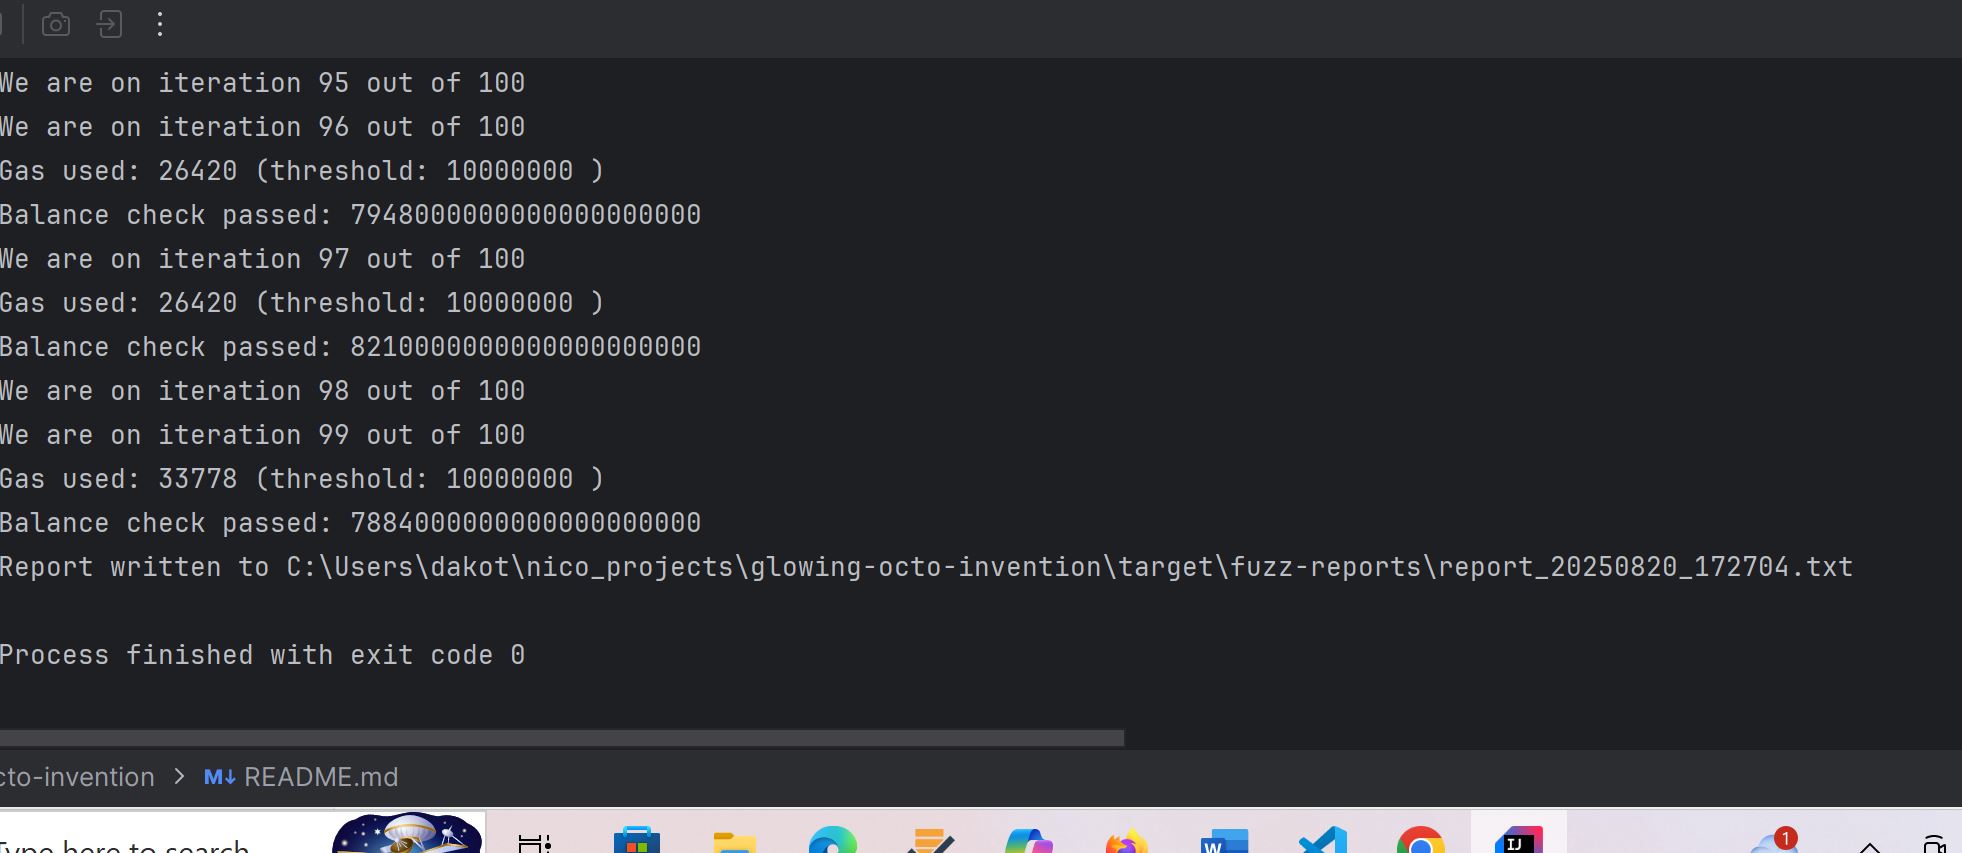 We are on iteration 95 out of 100
We are on iteration 96 out of 100
Gas used: 26420 (threshold: 10000000 )
Balance check passed: 7948000000000000000000
We are on iteration 97 out of 100
Gas used: 26420 (threshold: 10000000 )
Balance check passed: 8210000000000000000000
We are on iteration 98 out of 100
We are on iteration 99 out of 100
Gas used: 33778 (threshold: 10000000 )
Balance check passed: 7884000000000000000000
Report written to C:\Users\dakot\nico_projects\glowing-octo-invention\target\fuzz-reports\report_20250820_172704.txt
Process finished with exit code 0
cto-invention > M↓ README.md
Type here to search
W
IJ
1